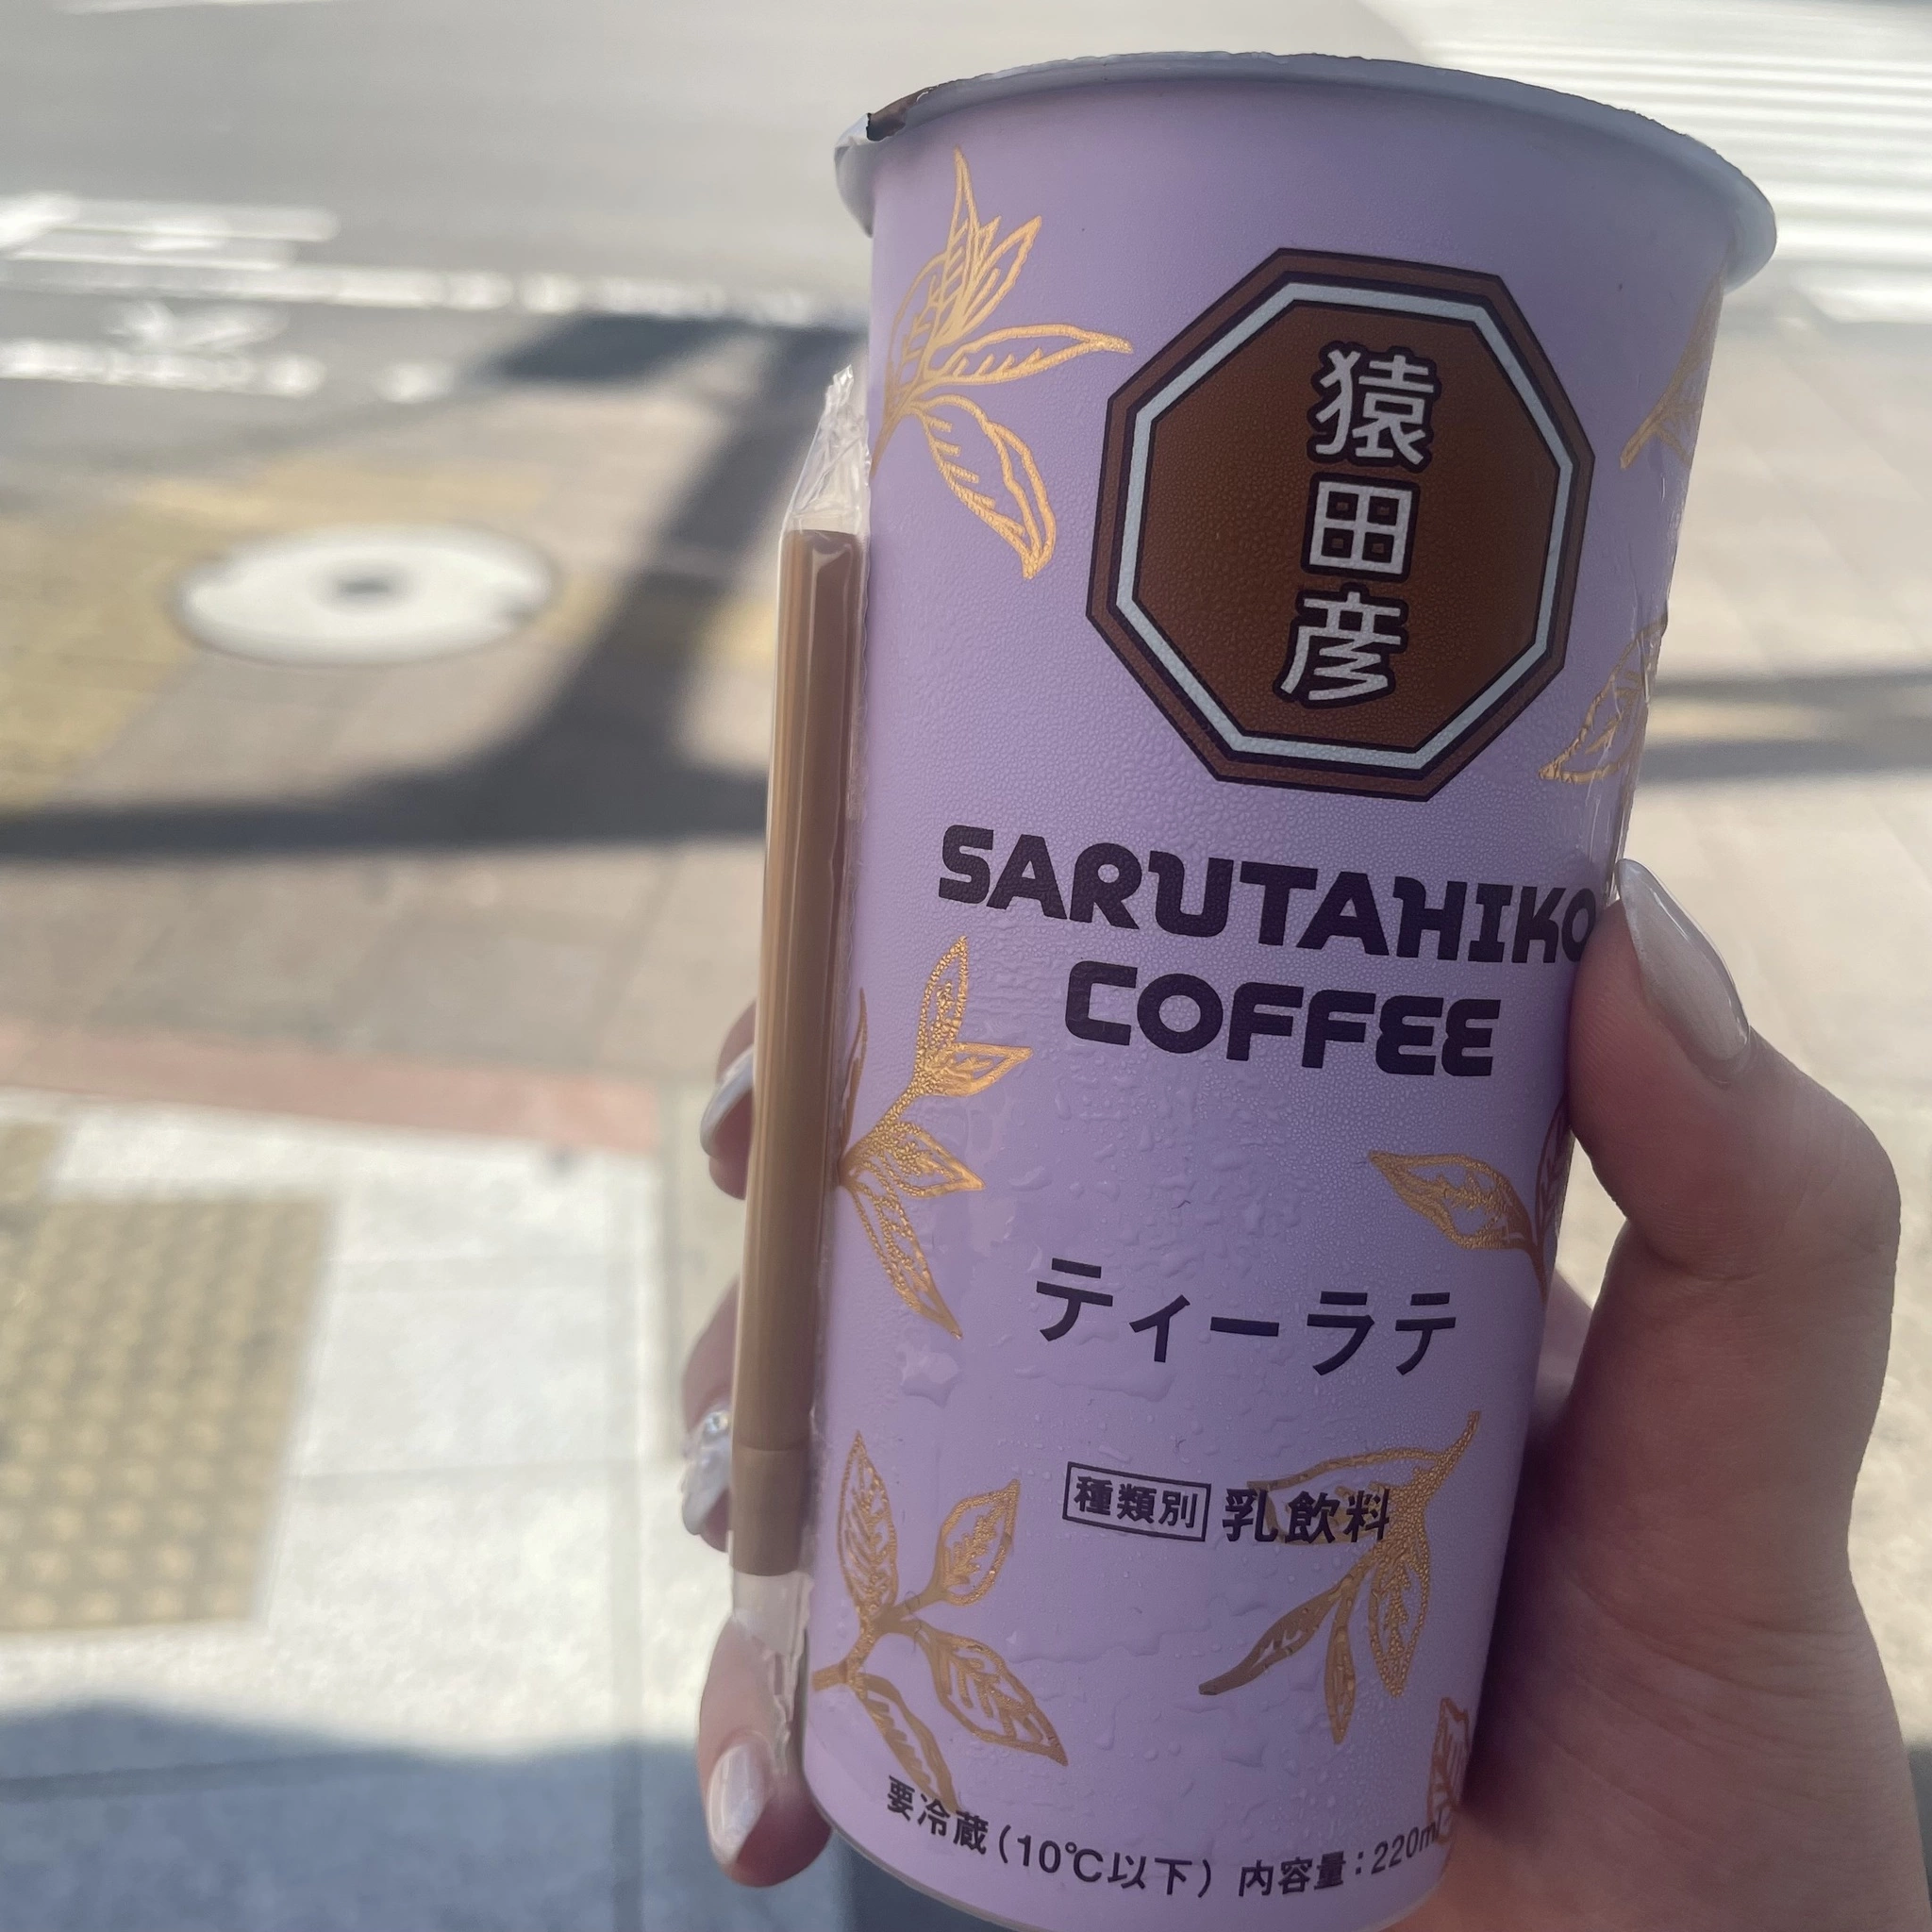 猿田彦
SARUTAHIKO
COFFEE
ティーラテ
種類別 乳飲料
要冷蔵(10℃以下) 内容量:220ml